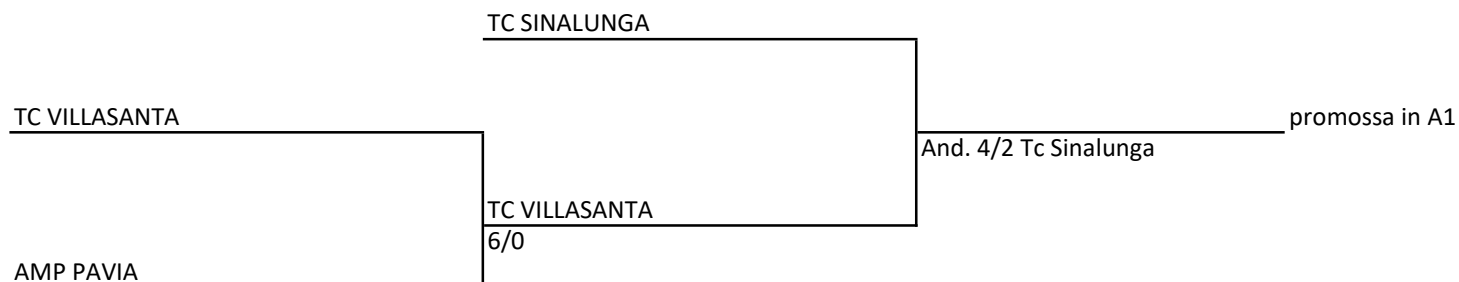 TC SINALUNGA
TC VILLASANTA
promossa in A1
And. 4/2 Tc Sinalunga
TC VILLASANTA
6/0
AMP PAVIA